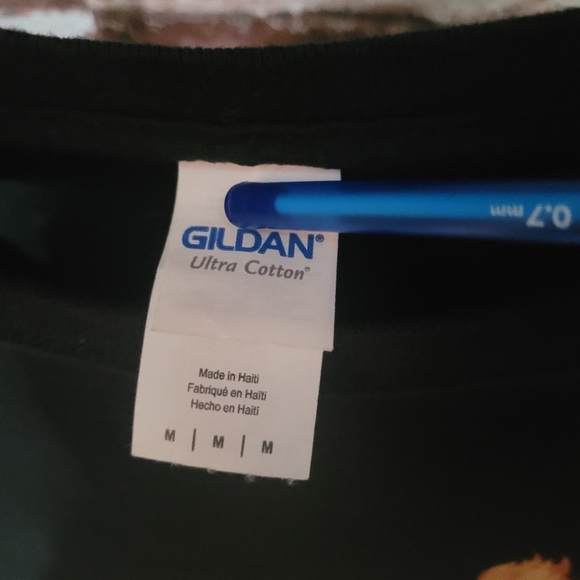 0.7 mm
GILDAN®
Ultra Cotton®
Made in Haiti
Fabriqué en Haïti
Hecho en Haití
M | M | M